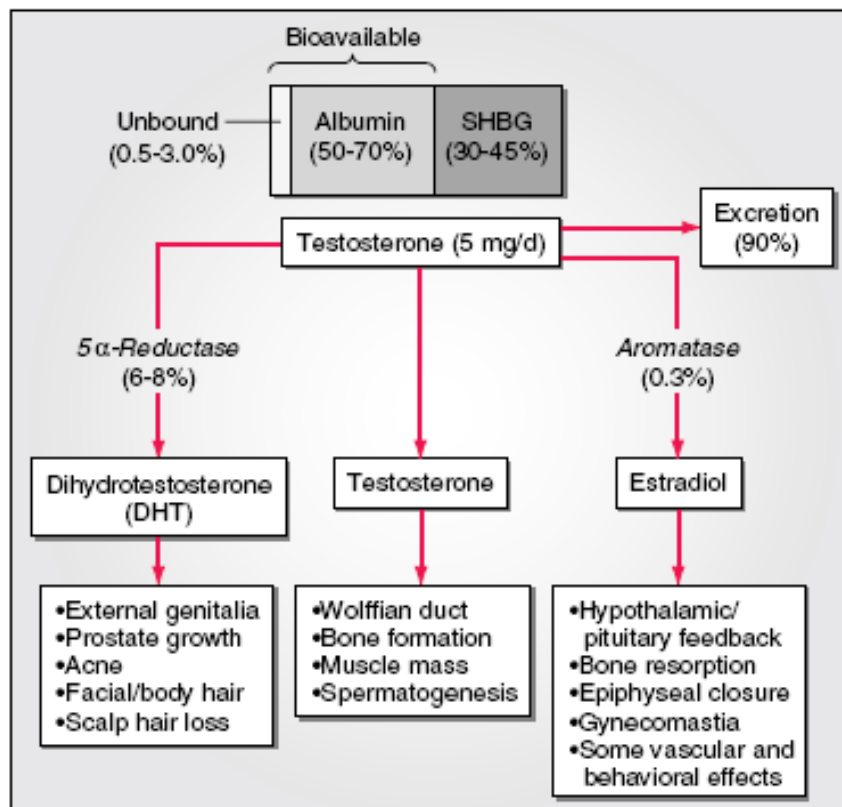 Bioavailable
Unbound
(0.5-3.0%)
Albumin
(50-70%)
SHBG
(30-45%)
Testosterone (5 mg/d)
Excretion
(90%)
5α-Reductase
(6-8%)
Aromatase
(0.3%)
Dihydrotestosterone
(DHT)
Testosterone
Estradiol
•External genitalia
•Prostate growth
•Acne
•Facial/body hair
•Scalp hair loss
•Wolffian duct
•Bone formation
•Muscle mass
•Spermatogenesis
•Hypothalamic/
pituitary feedback
•Bone resorption
•Epiphyseal closure
•Gynecomastia
•Some vascular and
behavioral effects